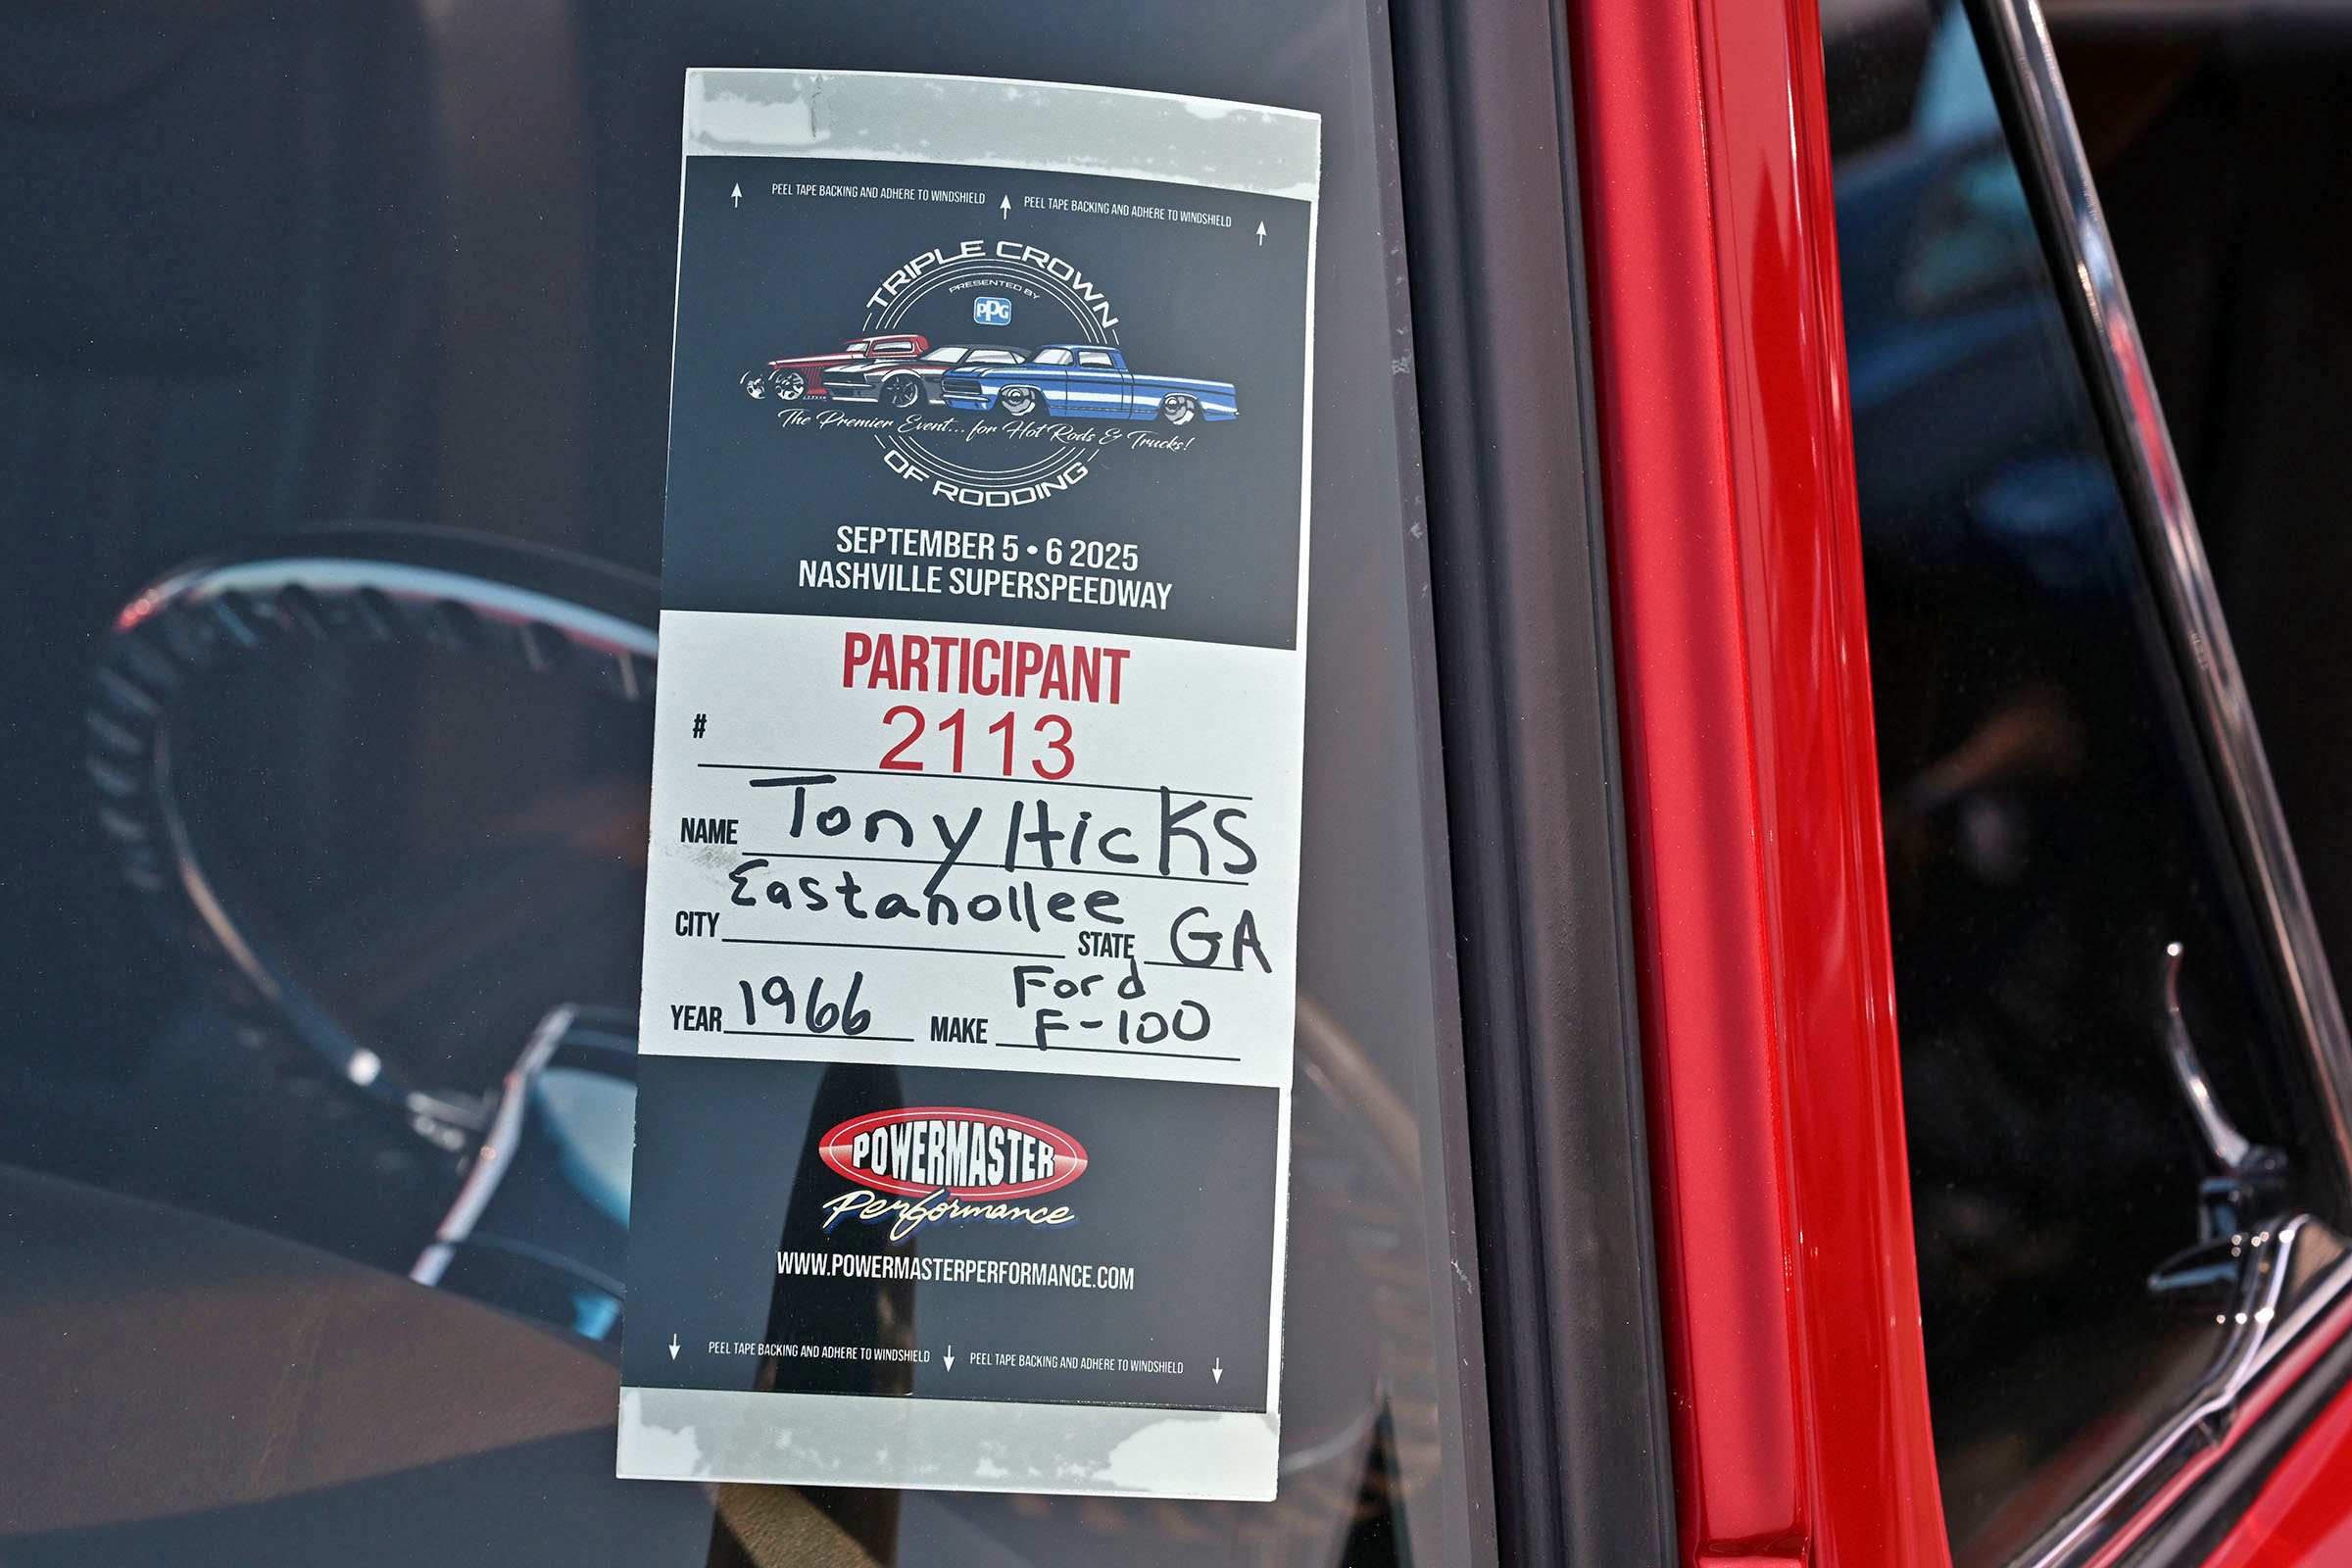 PEEL TAPE BACKING AND ADHERE TO WINDSHIELD PEEL TAPE BACKING AND ADHERE TO WINDSHIELD
TRIPLE CROWN
PRESENTED BY
PPG
The Premier Event... for Hot Rods & Trucks!
OF RODDING
SEPTEMBER 5 • 6 2025
NASHVILLE SUPERSPEEDWAY
PARTICIPANT
# 2113
NAME Tony Hicks
CITY Eastanollee STATE GA
YEAR 1966 MAKE Ford
F-100
POWERMASTER
Performance
WWW.POWERMASTERPERFORMANCE.COM
PEEL TAPE BACKING AND ADHERE TO WINDSHIELD PEEL TAPE BACKING AND ADHERE TO WINDSHIELD